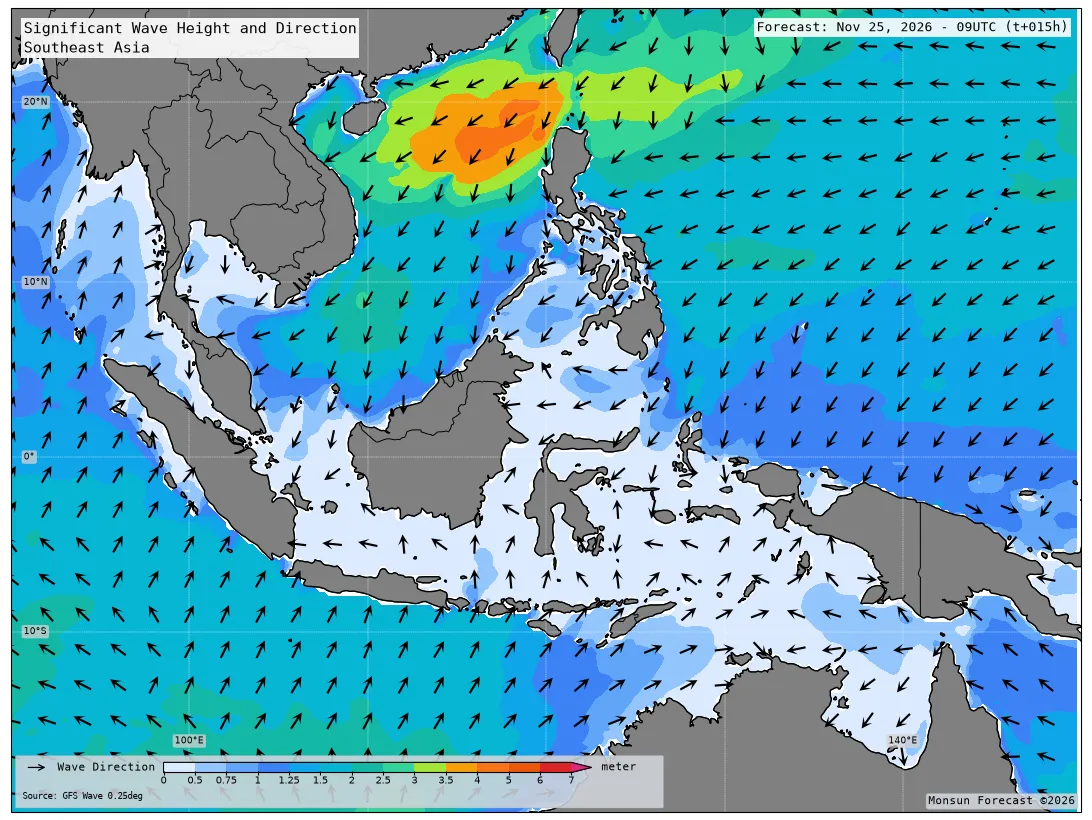 Significant Wave Height and Direction
Southeast Asia
Forecast: Nov 25, 2026 - 09UTC (t+015h)
20°N
10°N
0°
10°S
100°E
140°E
Wave Direction
meter
0 0.5 0.75 1 1.25 1.5 2 2.5 3 3.5 4 5 6 7
Source: GFS Wave 0.25deg
Monsun Forecast ©2026